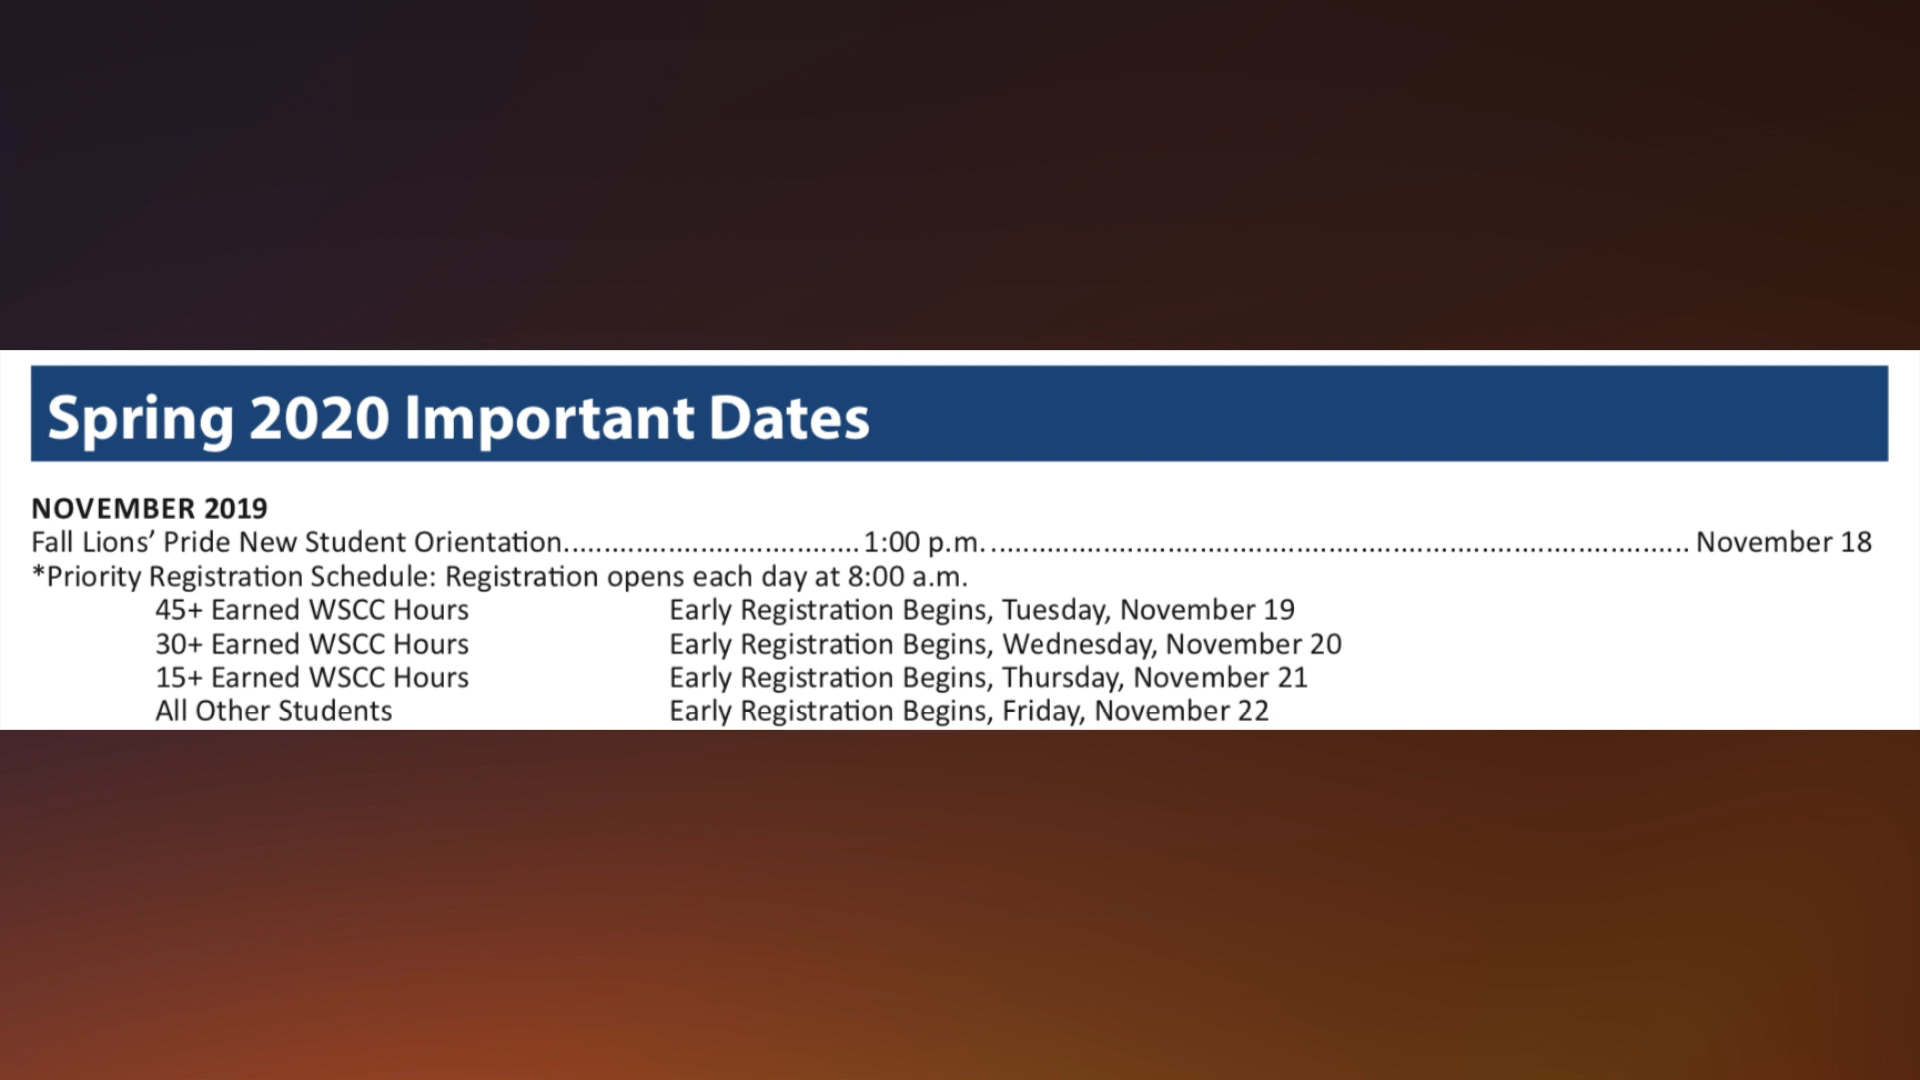 Spring 2020 Important Dates
NOVEMBER 2019
Fall Lions’ Pride New Student Orientation....................................1:00 p.m......................................................................................November 18
*Priority Registration Schedule: Registration opens each day at 8:00 a.m.
45+ Earned WSCC Hours Early Registration Begins, Tuesday, November 19
30+ Earned WSCC Hours Early Registration Begins, Wednesday, November 20
15+ Earned WSCC Hours Early Registration Begins, Thursday, November 21
All Other Students Early Registration Begins, Friday, November 22